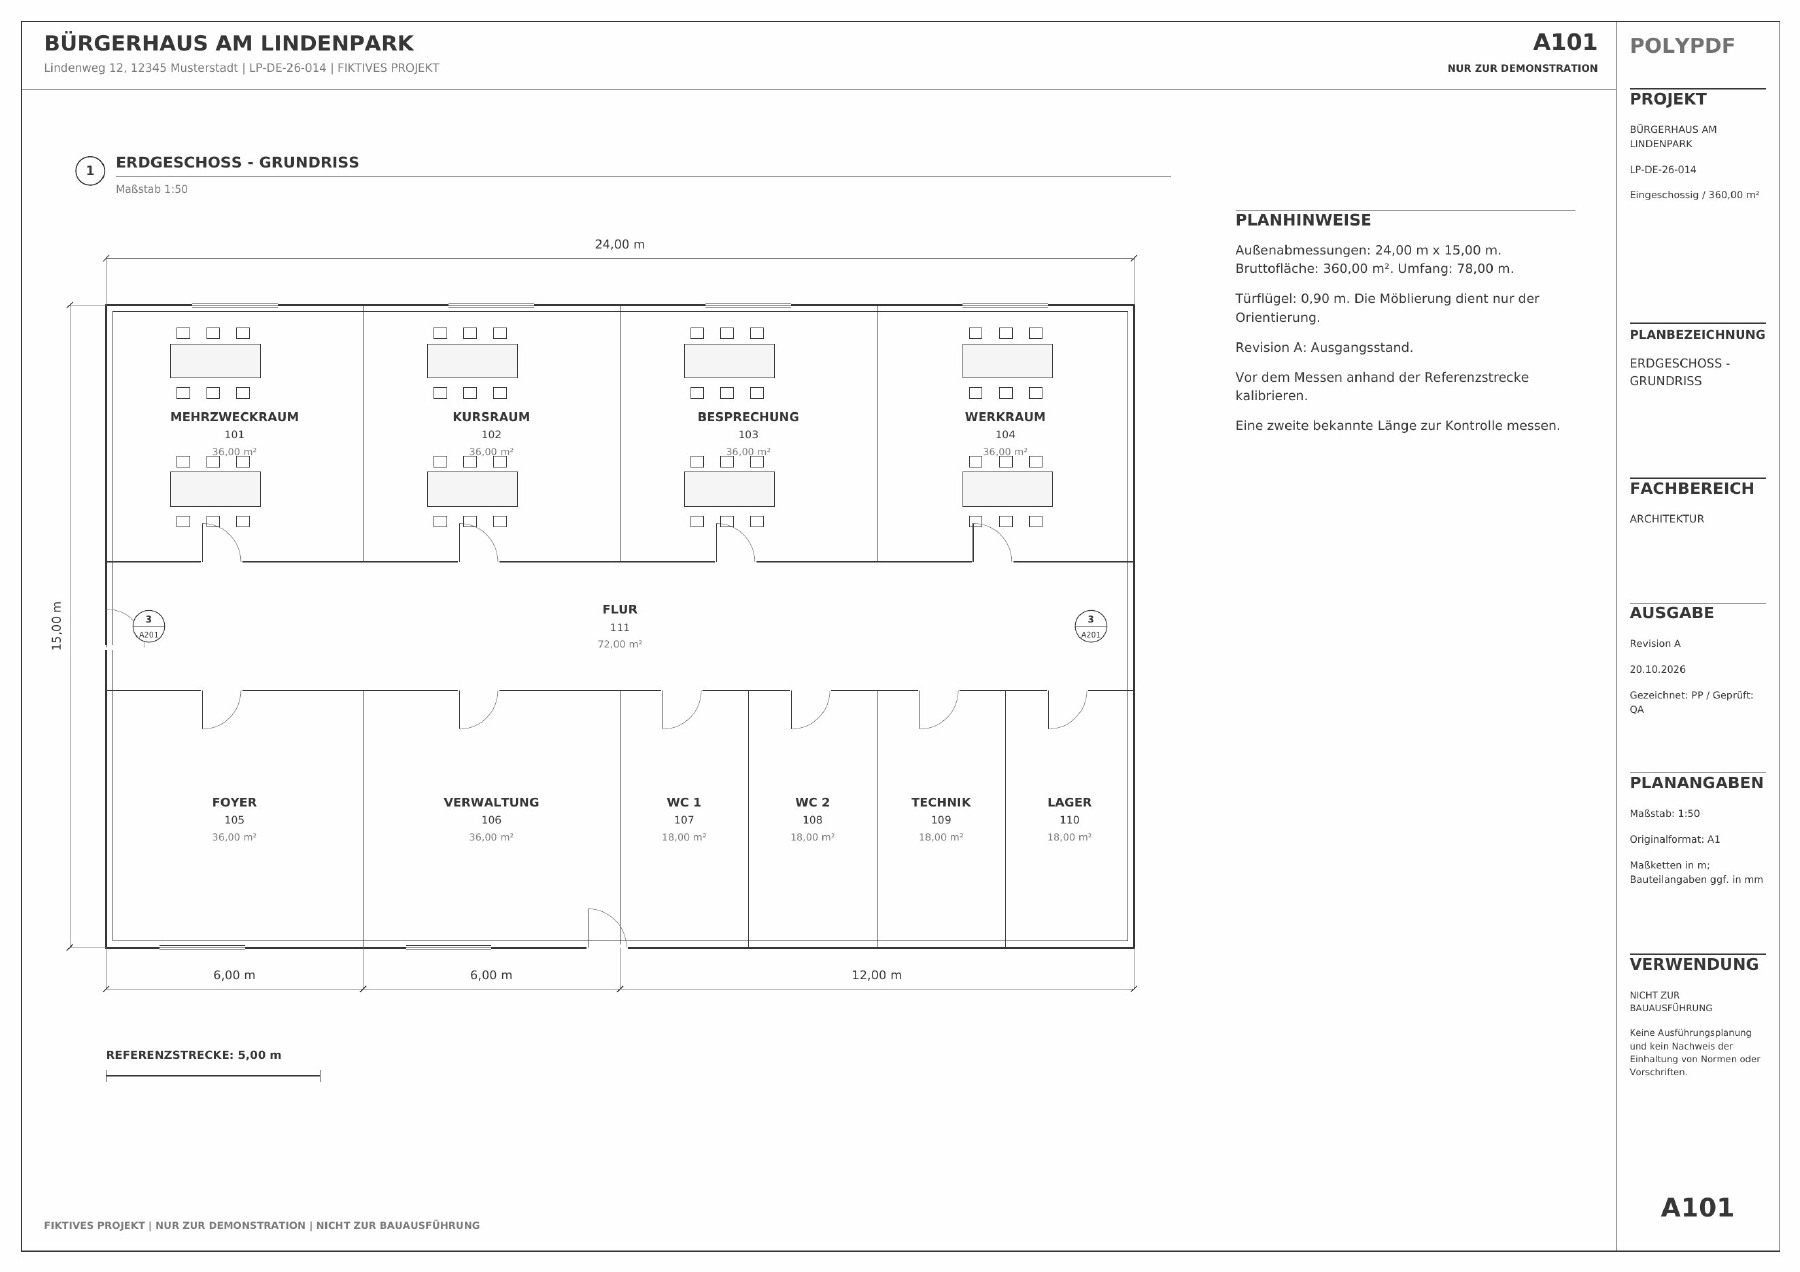 BÜRGERHAUS AM LINDENPARK
Lindenweg 12, 12345 Musterstadt | LP-DE-26-014 | FIKTIVES PROJEKT
A101
NUR ZUR DEMONSTRATION
1
ERDGESCHOSS - GRUNDRISS
Maßstab 1:50
24,00 m
15,00 m
MEHRZWECKRAUM
101
36,00 m²
KURSRAUM
102
36,00 m²
BESPRECHUNG
103
36,00 m²
WERKRAUM
104
36,00 m²
3
A201
FLUR
111
72,00 m²
3
A201
FOYER
105
36,00 m²
VERWALTUNG
106
36,00 m²
WC 1
107
18,00 m²
WC 2
108
18,00 m²
TECHNIK
109
18,00 m²
LAGER
110
18,00 m²
6,00 m
6,00 m
12,00 m
REFERENZSTRECKE: 5,00 m
PLANHINWEISE
Außenabmessungen: 24,00 m x 15,00 m.
Bruttofläche: 360,00 m². Umfang: 78,00 m.
Türflügel: 0,90 m. Die Möblierung dient nur der
Orientierung.
Revision A: Ausgangsstand.
Vor dem Messen anhand der Referenzstrecke
kalibrieren.
Eine zweite bekannte Länge zur Kontrolle messen.
POLYPDF
PROJEKT
BÜRGERHAUS AM
LINDENPARK
LP-DE-26-014
Eingeschossig / 360,00 m²
PLANBEZEICHNUNG
ERDGESCHOSS -
GRUNDRISS
FACHBEREICH
ARCHITEKTUR
AUSGABE
Revision A
20.10.2026
Gezeichnet: PP / Geprüft:
QA
PLANANGABEN
Maßstab: 1:50
Originalformat: A1
Maßketten in m;
Bauteilangaben ggf. in mm
VERWENDUNG
NICHT ZUR
BAUAUSFÜHRUNG
Keine Ausführungsplanung
und kein Nachweis der
Einhaltung von Normen oder
Vorschriften.
A101
FIKTIVES PROJEKT | NUR ZUR DEMONSTRATION | NICHT ZUR BAUAUSFÜHRUNG